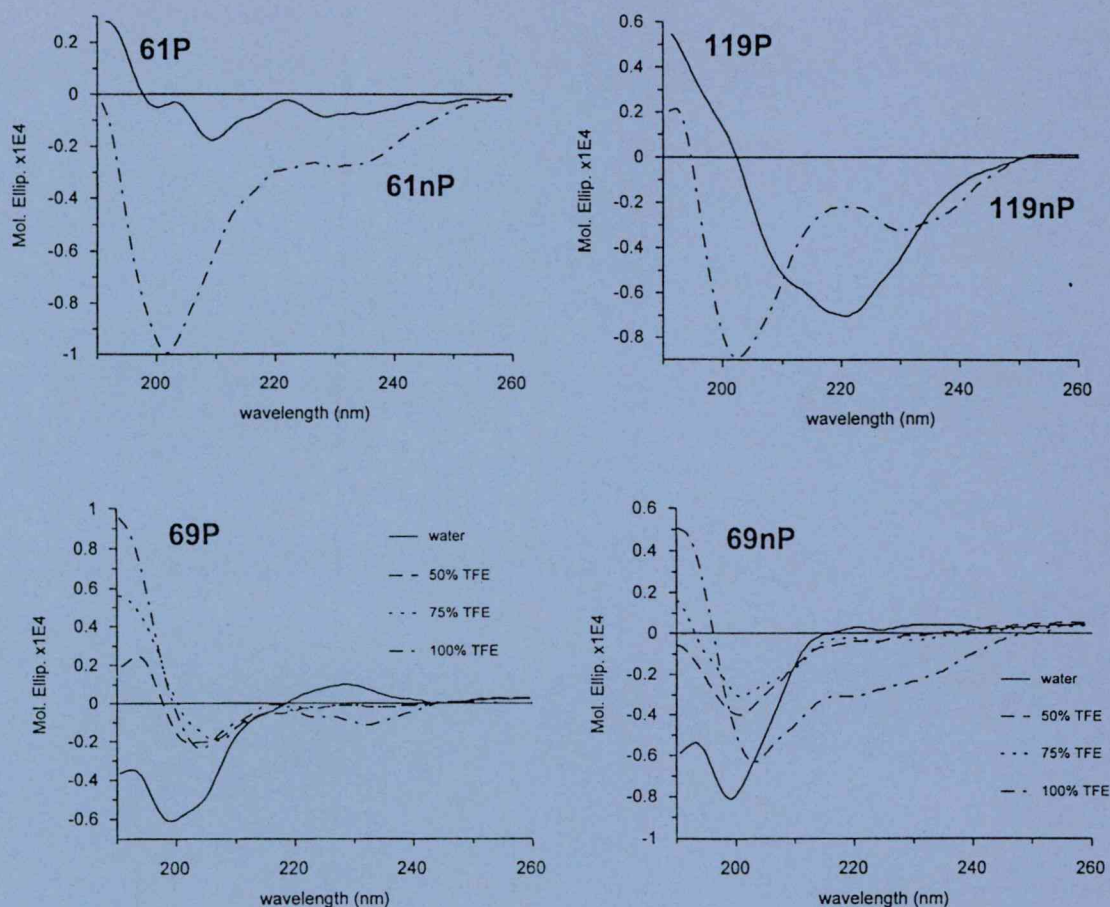 61P
61nP
0.2
0
-0.2
-0.4
-0.6
-0.8
-1
Mol. Ellip. x1E4
200
220
240
260
wavelength (nm)
119P
119nP
0.6
0.4
0.2
0
-0.2
-0.4
-0.6
-0.8
Mol. Ellip. x1E4
200
220
240
260
wavelength (nm)
69P
1
0.8
0.6
0.4
0.2
0
-0.2
-0.4
-0.6
Mol. Ellip. x1E4
water
50% TFE
75% TFE
100% TFE
200
220
240
260
wavelength (nm)
69nP
0.6
0.4
0.2
0
-0.2
-0.4
-0.6
-0.8
-1
Mol. Ellip. x1E4
water
50% TFE
75% TFE
100% TFE
200
220
240
260
wavelength (nm)